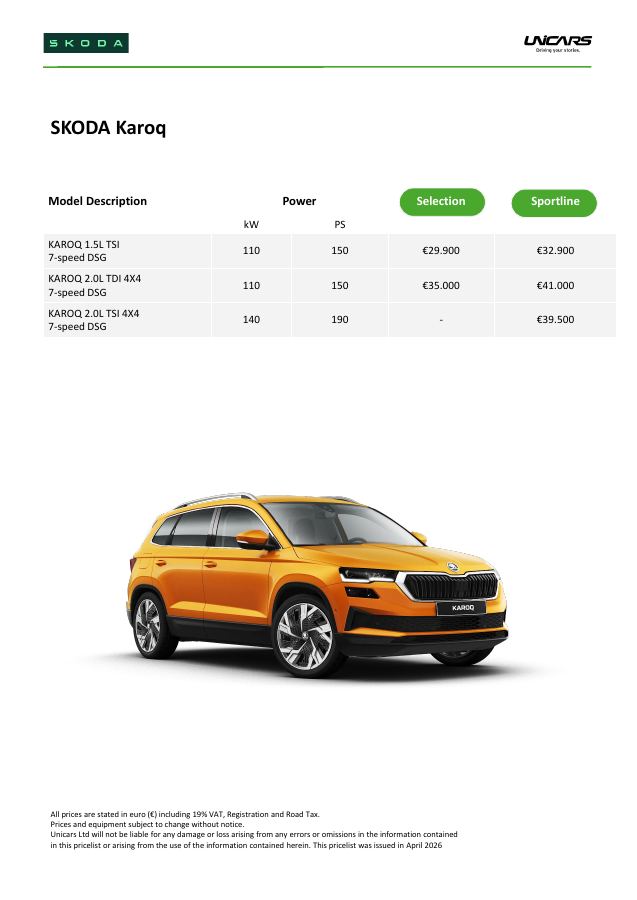 SKODA
UNICARS
Driving your stories.
SKODA Karoq
Model Description Power Selection Sportline
kW PS
KAROQ 1.5L TSI
7-speed DSG 110 150 €29.900 €32.900
KAROQ 2.0L TDI 4X4
7-speed DSG 110 150 €35.000 €41.000
KAROQ 2.0L TSI 4X4
7-speed DSG 140 190 - €39.500
KAROQ
All prices are stated in euro (€) including 19% VAT, Registration and Road Tax.
Prices and equipment subject to change without notice.
Unicars Ltd will not be liable for any damage or loss arising from any errors or omissions in the information contained
in this pricelist or arising from the use of the information contained herein. This pricelist was issued in April 2026